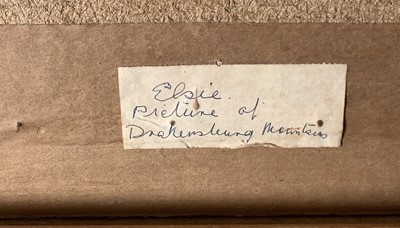 Elsie.
Picture of
Drakensburg Mountains